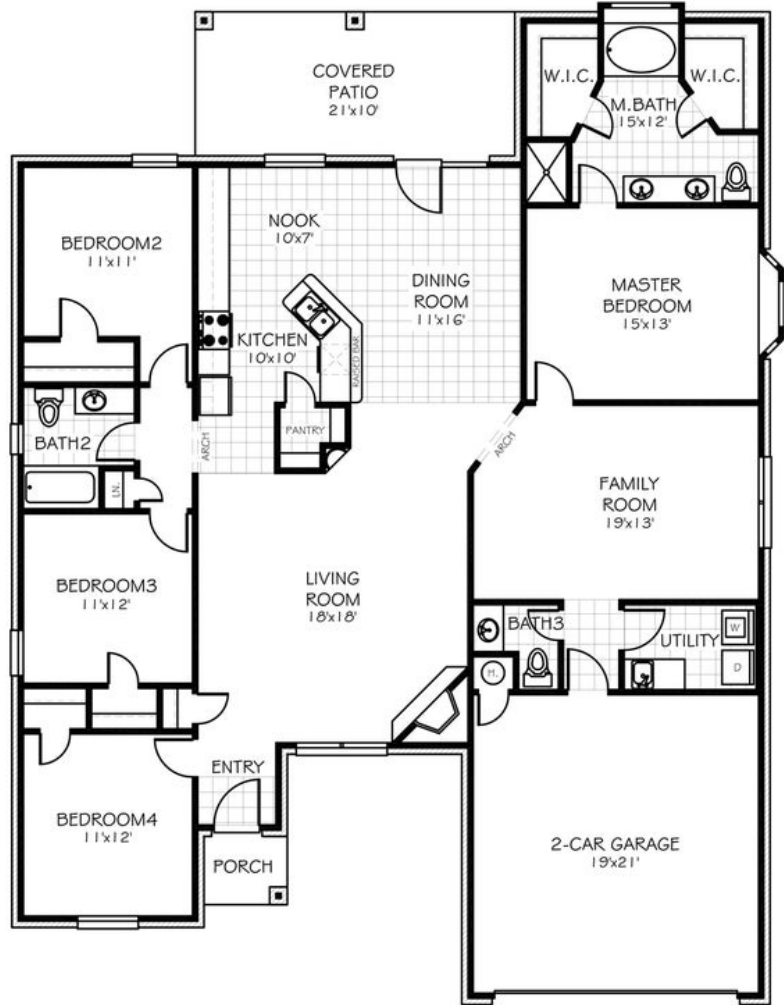 COVERED
PATIO
21'x10'
W.I.C.
W.I.C.
M.BATH
15'x12'
BEDROOM2
11'x11'
NOOK
10'x7'
DINING
ROOM
11'x16'
MASTER
BEDROOM
15'x13'
KITCHEN
10'x10'
RAISED BAR
PANTRY
BATH2
ARCH
ARCH
LN.
FAMILY
ROOM
19'x13'
BEDROOM3
11'x12'
LIVING
ROOM
18'x18'
BATH3
UTILITY
W
D
H.
ENTRY
BEDROOM4
11'x12'
PORCH
2-CAR GARAGE
19'x21'